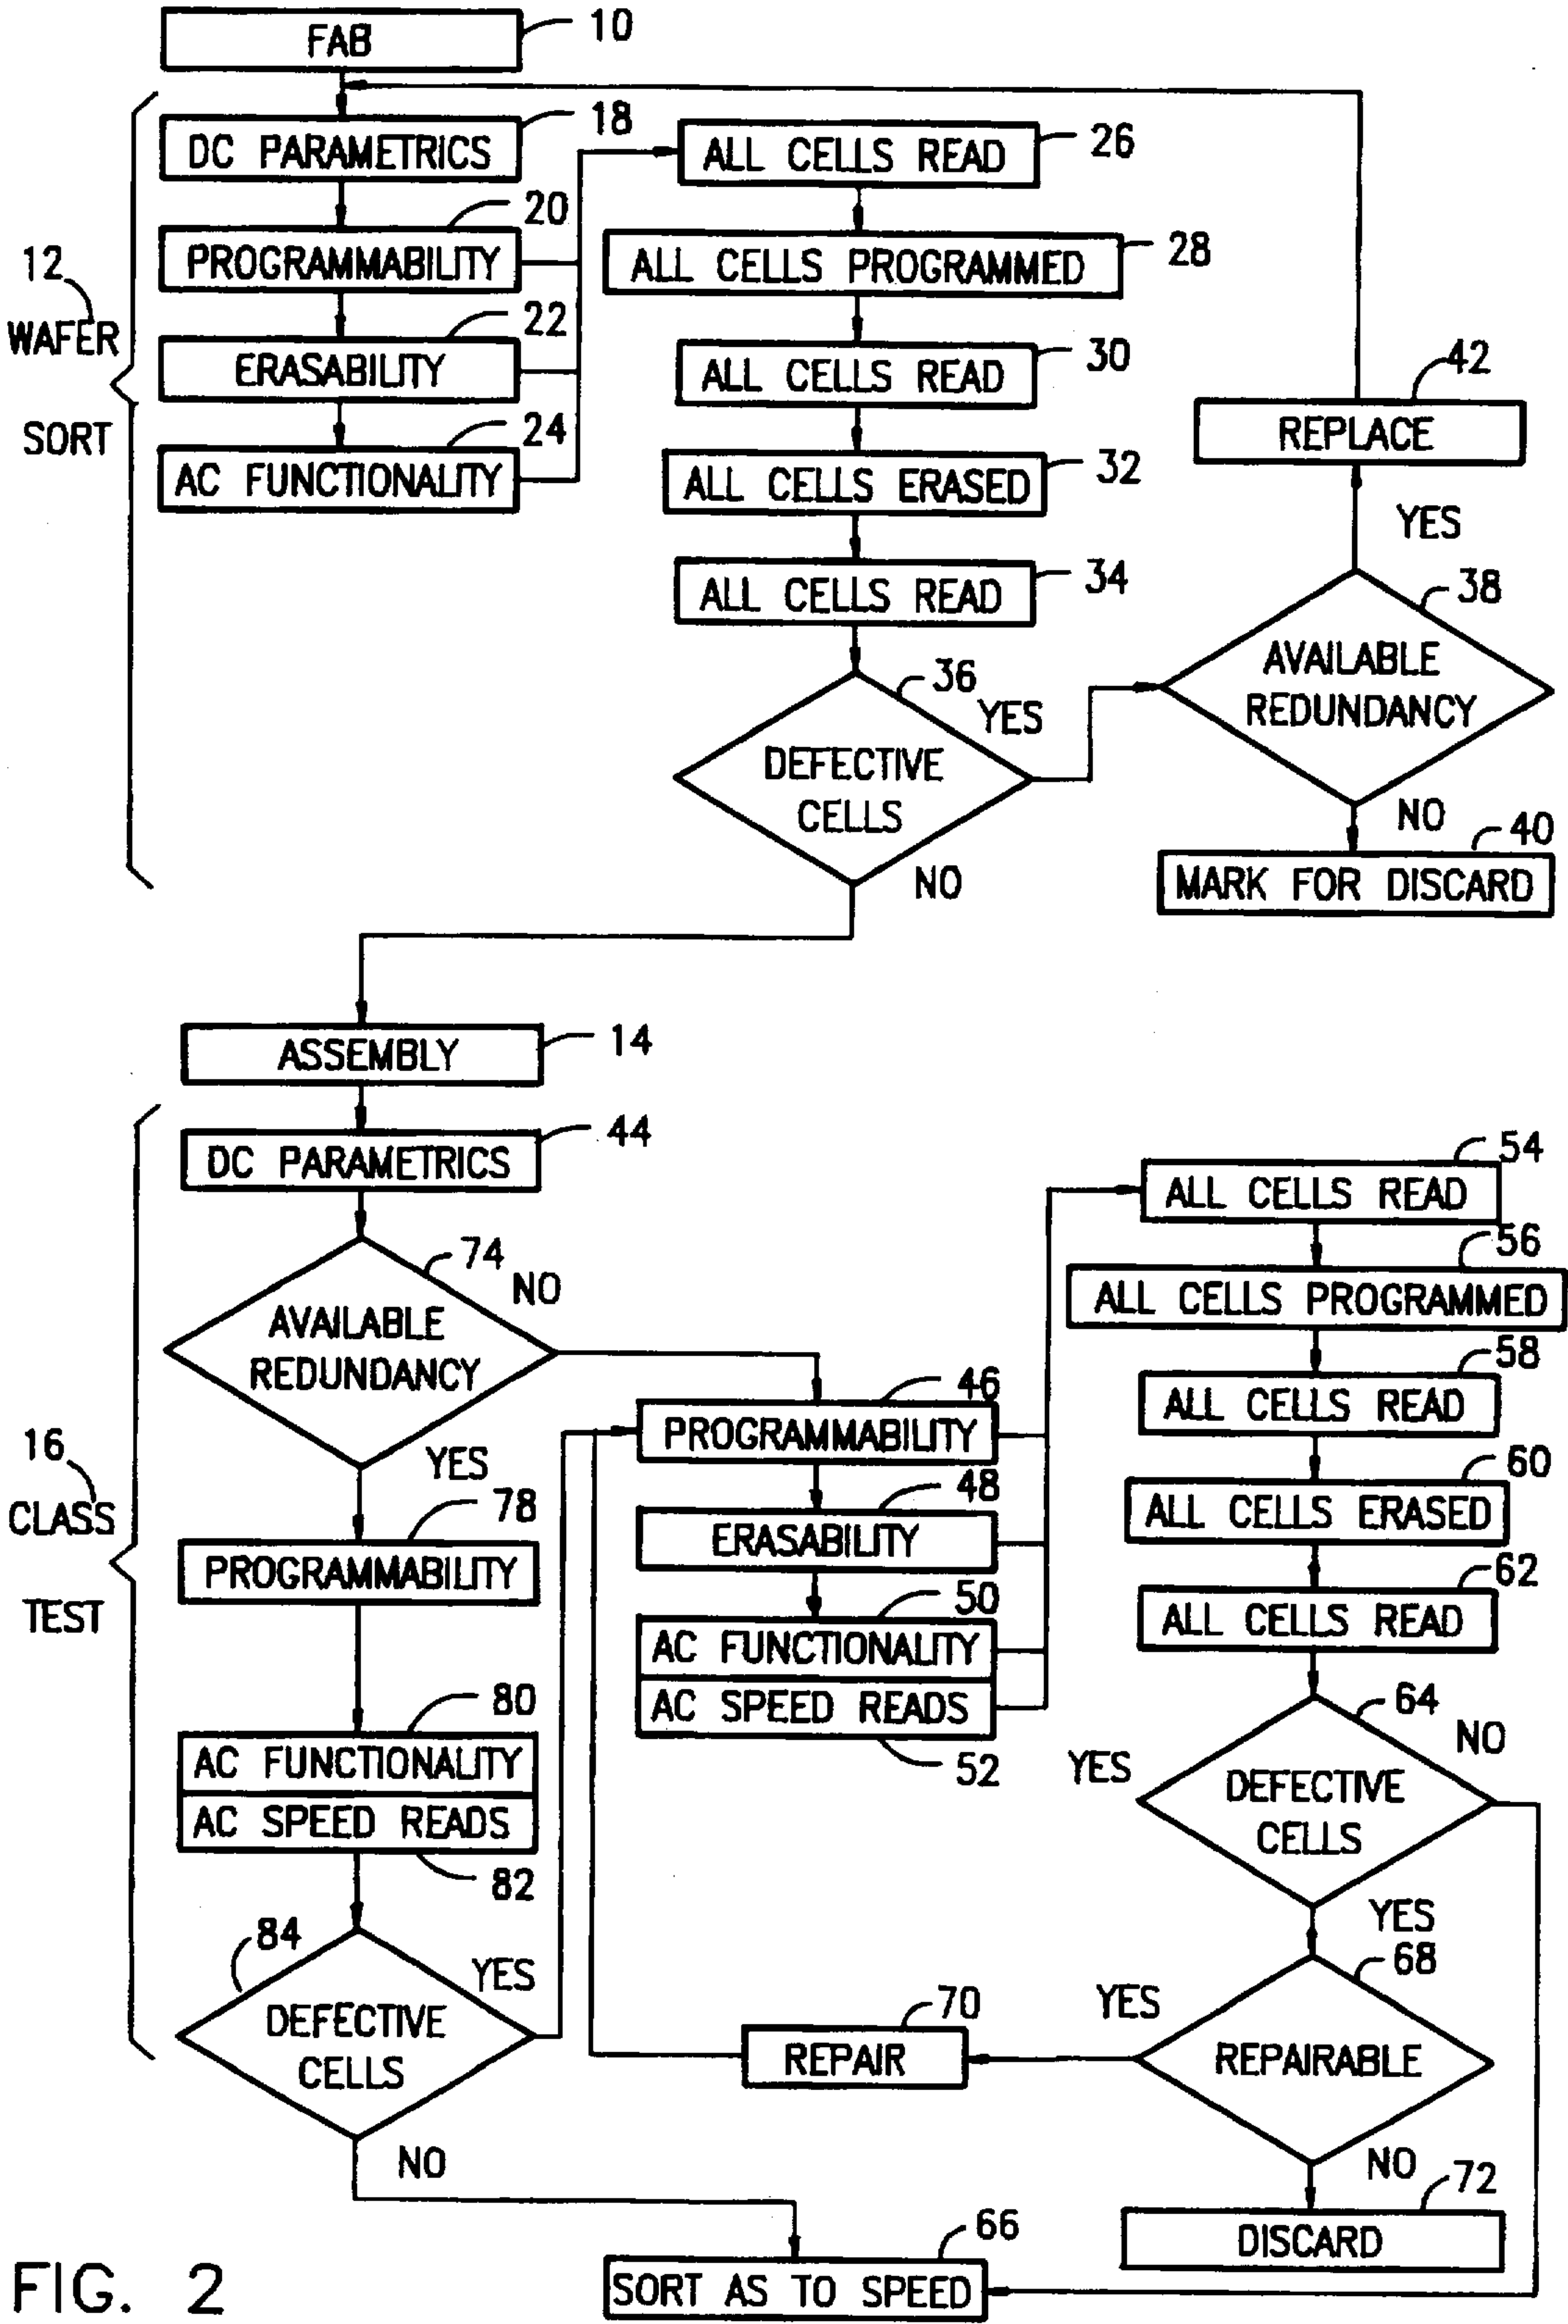 FAB
10
DC PARAMETRICS
18
PROGRAMMABILITY
20
ERASABILITY
22
AC FUNCTIONALITY
24
12
WAFER
SORT
ALL CELLS READ
26
ALL CELLS PROGRAMMED
28
ALL CELLS READ
30
ALL CELLS ERASED
32
ALL CELLS READ
34
36
DEFECTIVE
CELLS
YES
NO
42
REPLACE
YES
38
AVAILABLE
REDUNDANCY
NO
40
MARK FOR DISCARD
ASSEMBLY
14
DC PARAMETRICS
44
74
NO
AVAILABLE
REDUNDANCY
YES
16
CLASS
TEST
78
PROGRAMMABILITY
80
AC FUNCTIONALITY
AC SPEED READS
82
84
YES
DEFECTIVE
CELLS
NO
46
PROGRAMMABILITY
48
ERASABILITY
50
AC FUNCTIONALITY
AC SPEED READS
52
54
ALL CELLS READ
56
ALL CELLS PROGRAMMED
58
ALL CELLS READ
60
ALL CELLS ERASED
62
ALL CELLS READ
64
YES
NO
DEFECTIVE
CELLS
YES
68
YES
REPAIRABLE
70
REPAIR
NO
72
DISCARD
66
SORT AS TO SPEED
FIG. 2